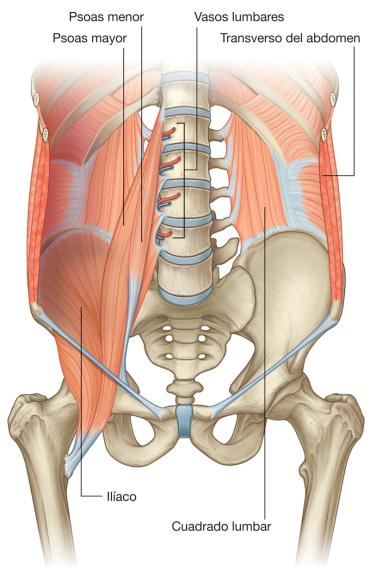 Psoas menor
Vasos lumbares
Psoas mayor
Transverso del abdomen
Ilíaco
Cuadrado lumbar